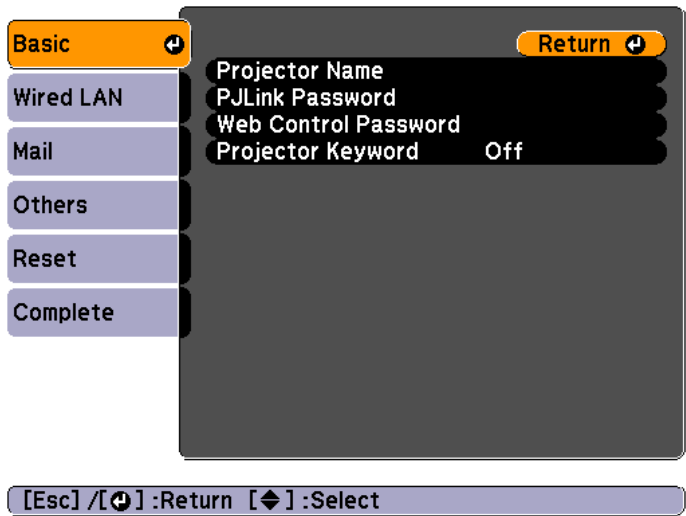 Basic
Return
Projector Name
Wired LAN
PJLink Password
Web Control Password
Mail
Projector Keyword Off
Others
Reset
Complete
[Esc] /[⏎] :Return [◆] :Select